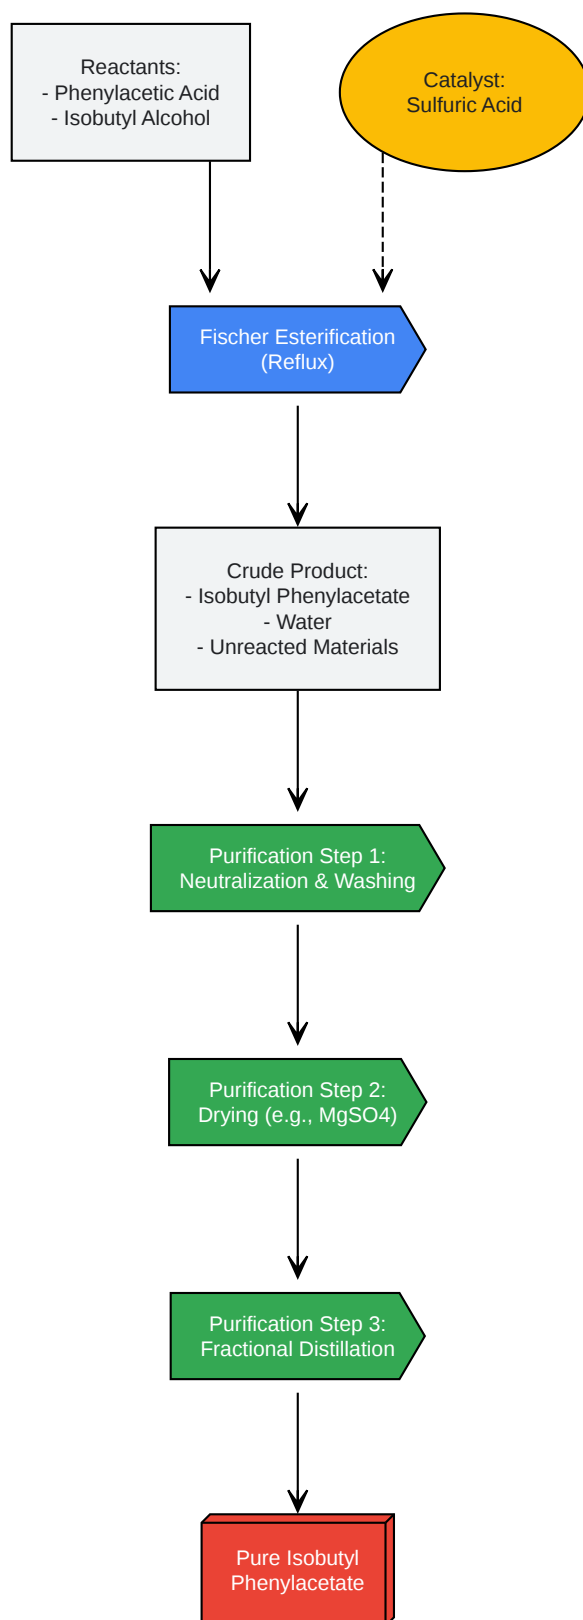 Reactants:
- Phenylacetic Acid
- Isobutyl Alcohol
Catalyst:
Sulfuric Acid
Fischer Esterification
(Reflux)
Crude Product:
- Isobutyl Phenylacetate
- Water
- Unreacted Materials
Purification Step 1:
Neutralization & Washing
Purification Step 2:
Drying (e.g., MgSO4)
Purification Step 3:
Fractional Distillation
Pure Isobutyl
Phenylacetate